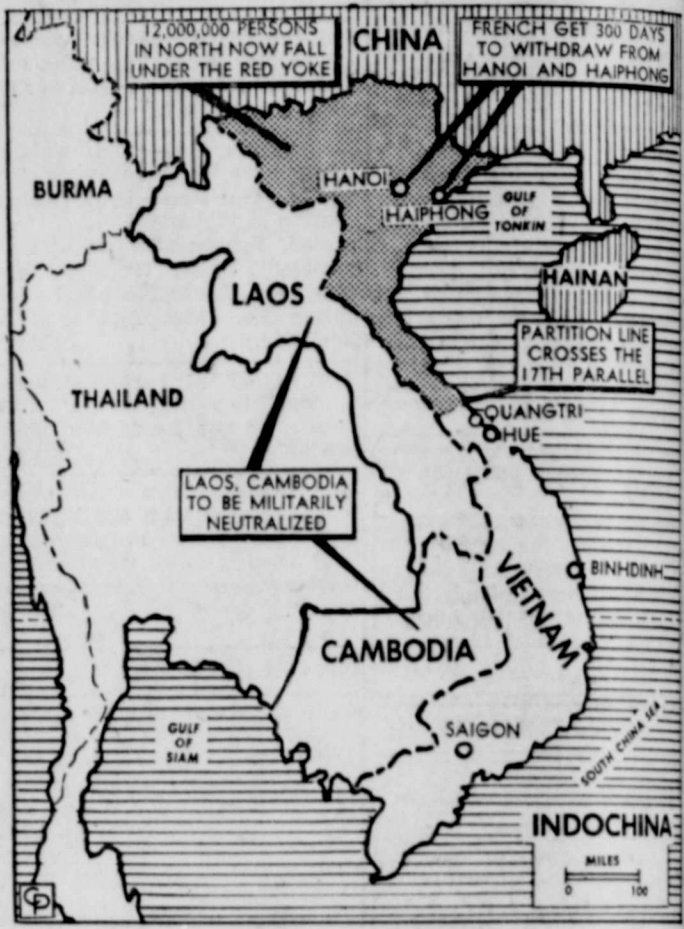 12,000,000 PERSONS
IN NORTH NOW FALL
UNDER THE RED YOKE
CHINA
FRENCH GET 300 DAYS
TO WITHDRAW FROM
HANOI AND HAIPHONG
BURMA
HANOI
HAIPHONG
GULF
OF
TONKIN
HAINAN
LAOS
PARTITION LINE
CROSSES THE
17TH PARALLEL
THAILAND
QUANGTRI
HUE
LAOS, CAMBODIA
TO BE MILITARILY
NEUTRALIZED
VIETNAM
BINHDINH
CAMBODIA
GULF
OF
SIAM
SAIGON
SOUTH CHINA SEA
INDOCHINA
MILES
0 100
CP